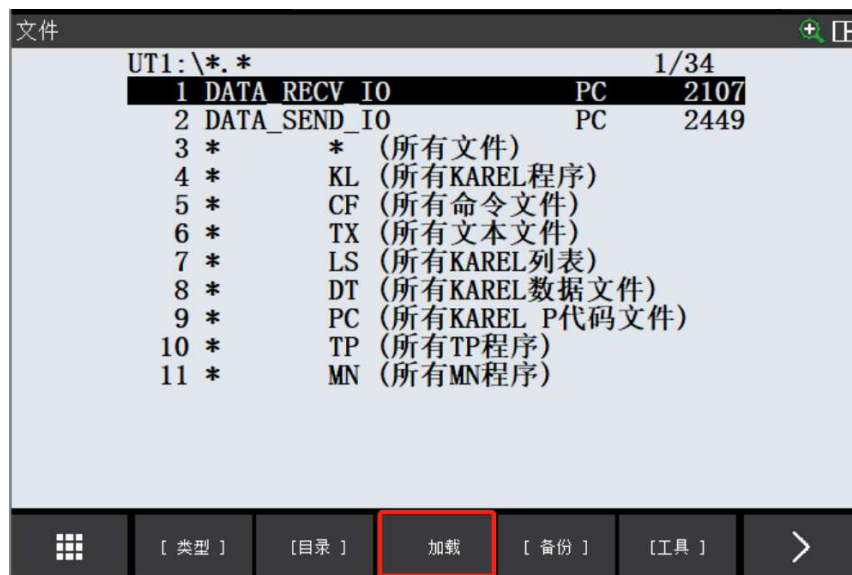 文件
UT1:\*.* 1/34
1 DATA_RECV_IO PC 2107
2 DATA_SEND_IO PC 2449
3 * * (所有文件)
4 * KL (所有KAREL程序)
5 * CF (所有命令文件)
6 * TX (所有文本文件)
7 * LS (所有KAREL列表)
8 * DT (所有KAREL数据文件)
9 * PC (所有KAREL P代码文件)
10 * TP (所有TP程序)
11 * MN (所有MN程序)
[ 类型 ] [目录 ] 加载 [ 备份 ] [工具 ]